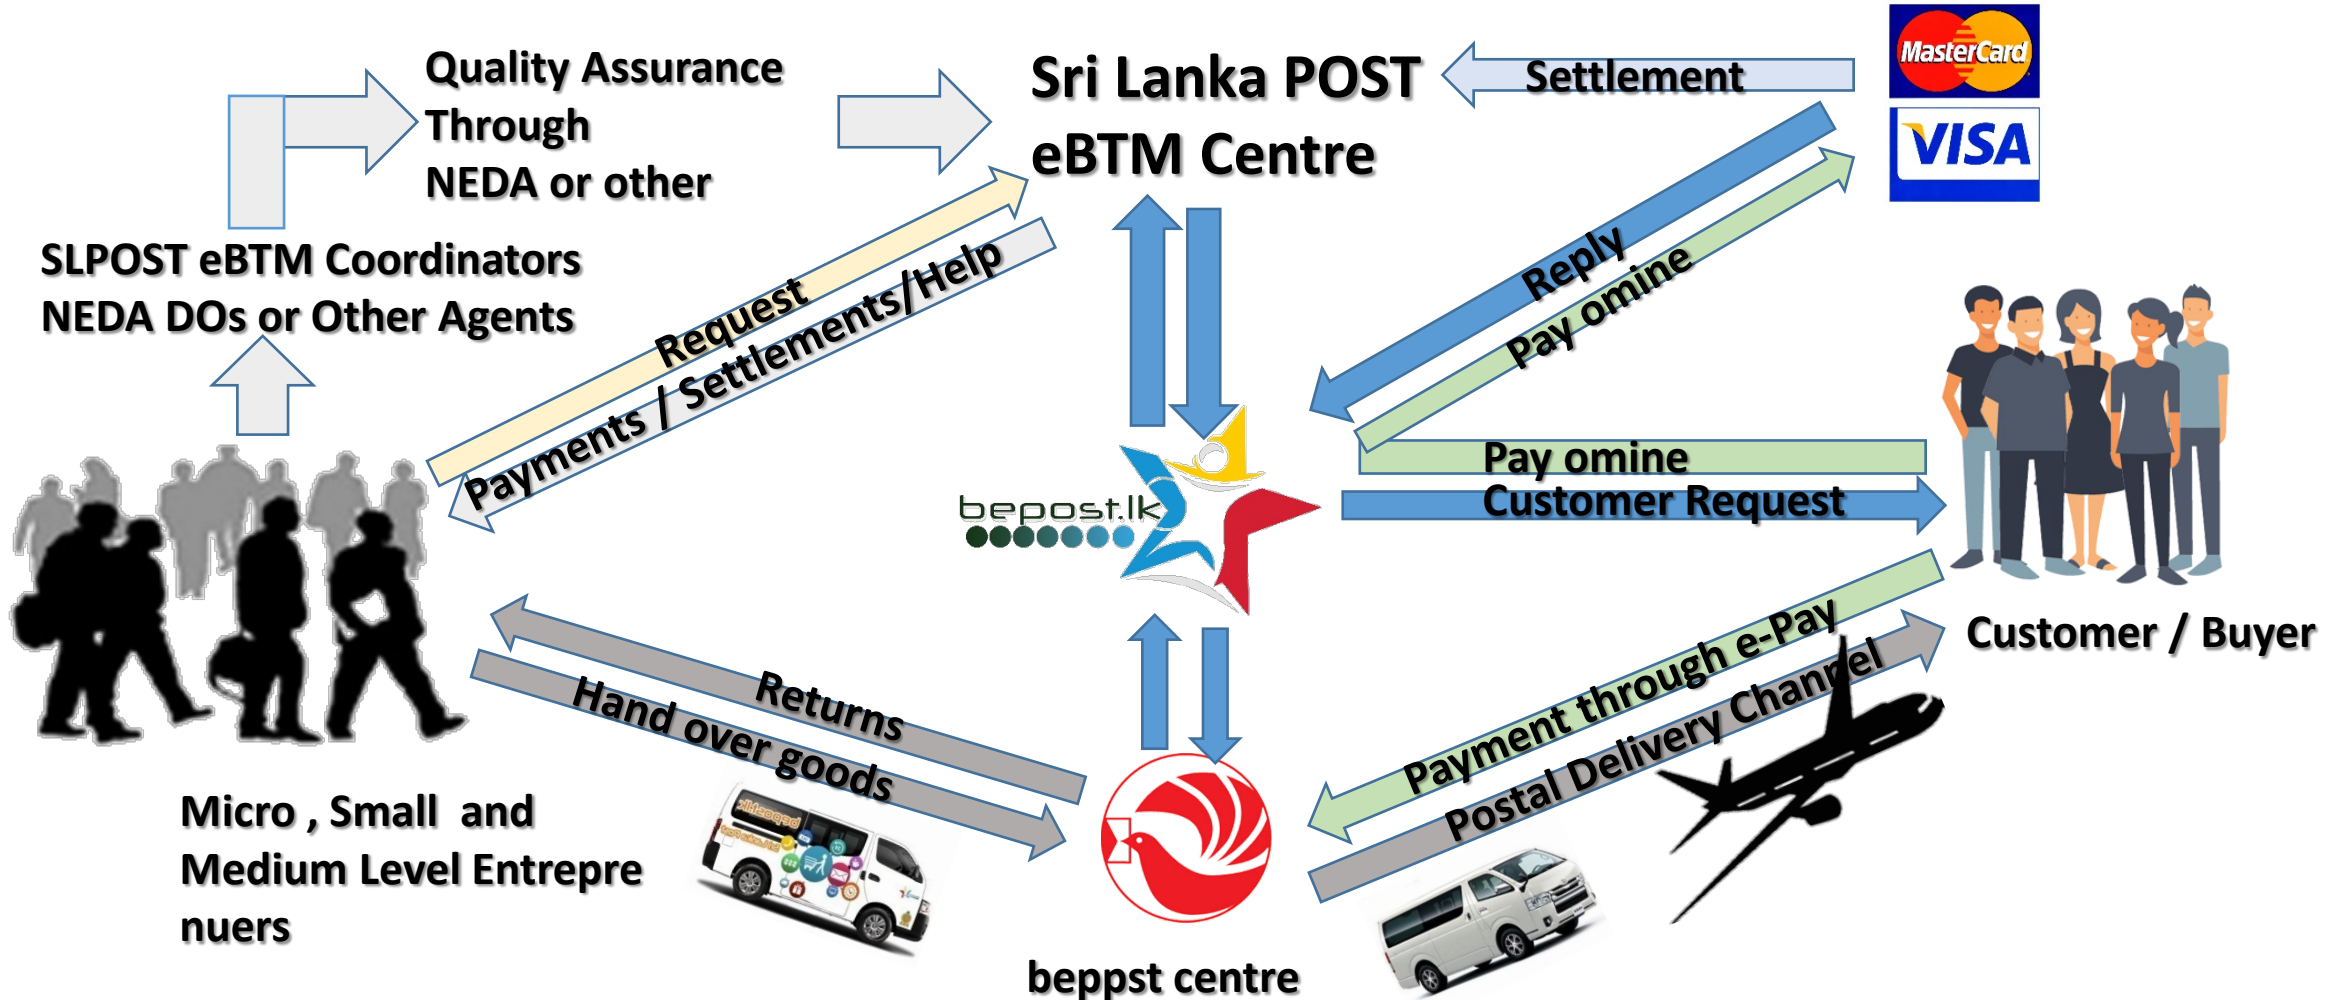 Quality Assurance
Through
NEDA or other
Sri Lanka POST
eBTM Centre
Settlement
MasterCard
VISA
SLPOST eBTM Coordinators
NEDA DOs or Other Agents
Request
Payments / Settlements/Help
Reply
Pay omine
Pay omine
Customer Request
bepost.lk
Customer / Buyer
Returns
Hand over goods
Payment through e-Pay
Postal Delivery Channel
Micro , Small  and
Medium Level Entrepre
nuers
beppst centre